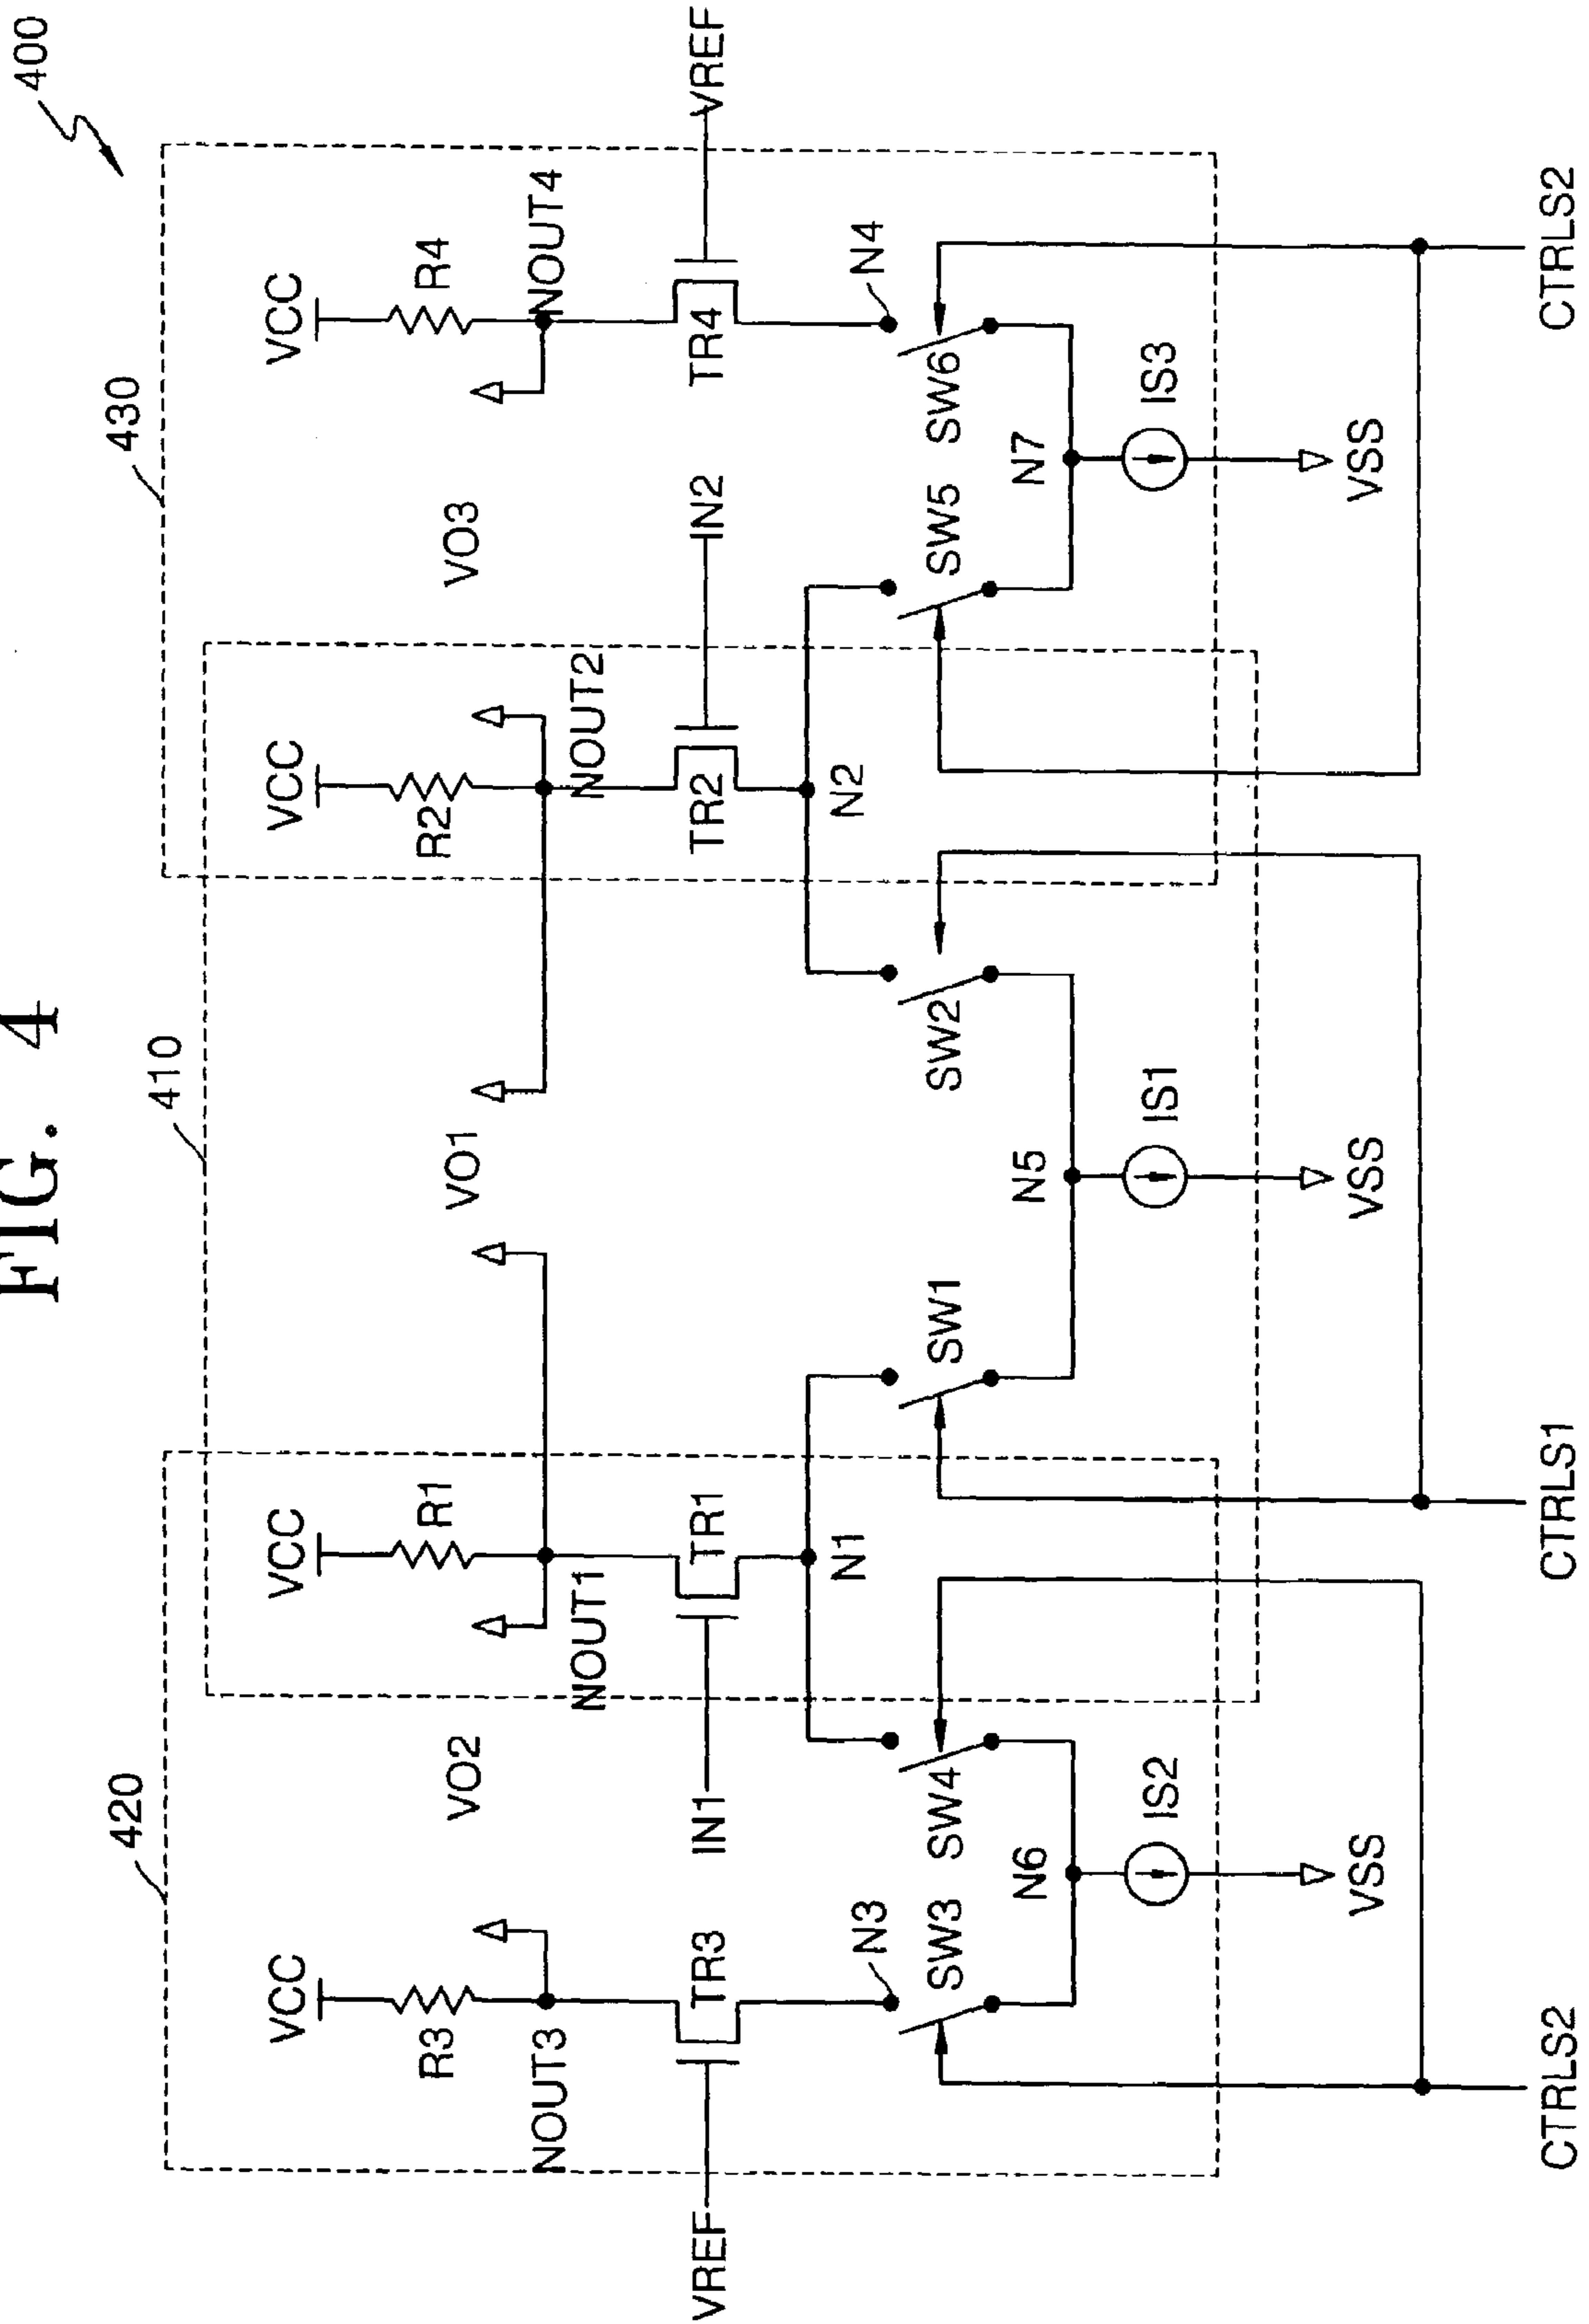 FIG. 4
400
410
420
430
VCC
VCC
VCC
VCC
R3
R1
R2
R4
VO2
VO1
VO3
NOUT3
NOUT1
NOUT2
NOUT4
VREF
TR3
IN1
TR1
TR2
IN2
TR4
VREF
N3
N1
N2
N4
SW3
SW4
SW1
SW2
SW5
SW6
N6
N5
N7
IS2
IS1
IS3
VSS
VSS
VSS
CTRLS2
CTRLS1
CTRLS2